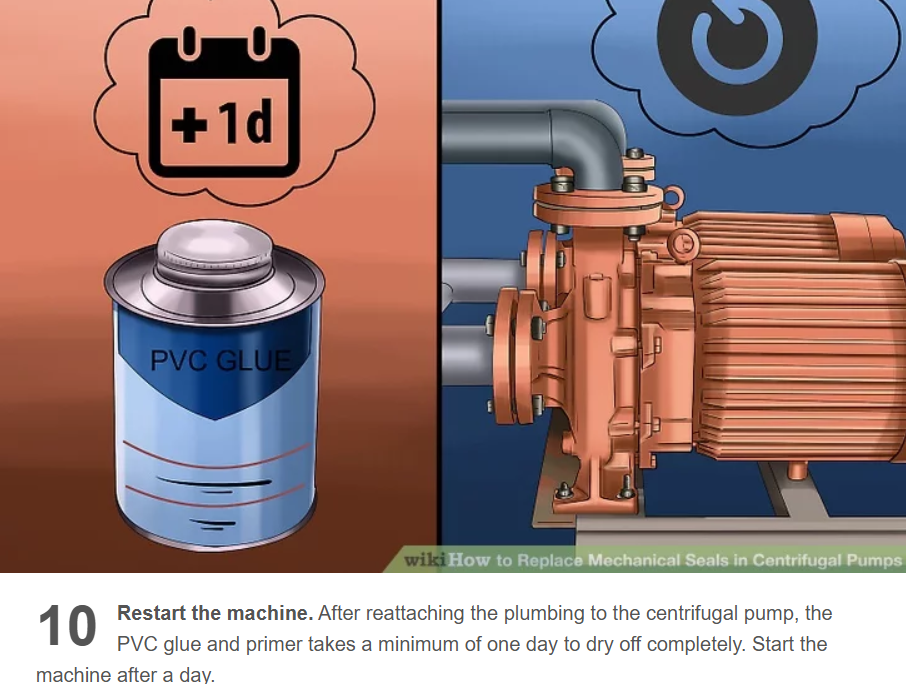 +1d
PVC GLUE
wikiHow to Replace Mechanical Seals in Centrifugal Pumps
10 Restart the machine. After reattaching the plumbing to the centrifugal pump, the
PVC glue and primer takes a minimum of one day to dry off completely. Start the
machine after a day.